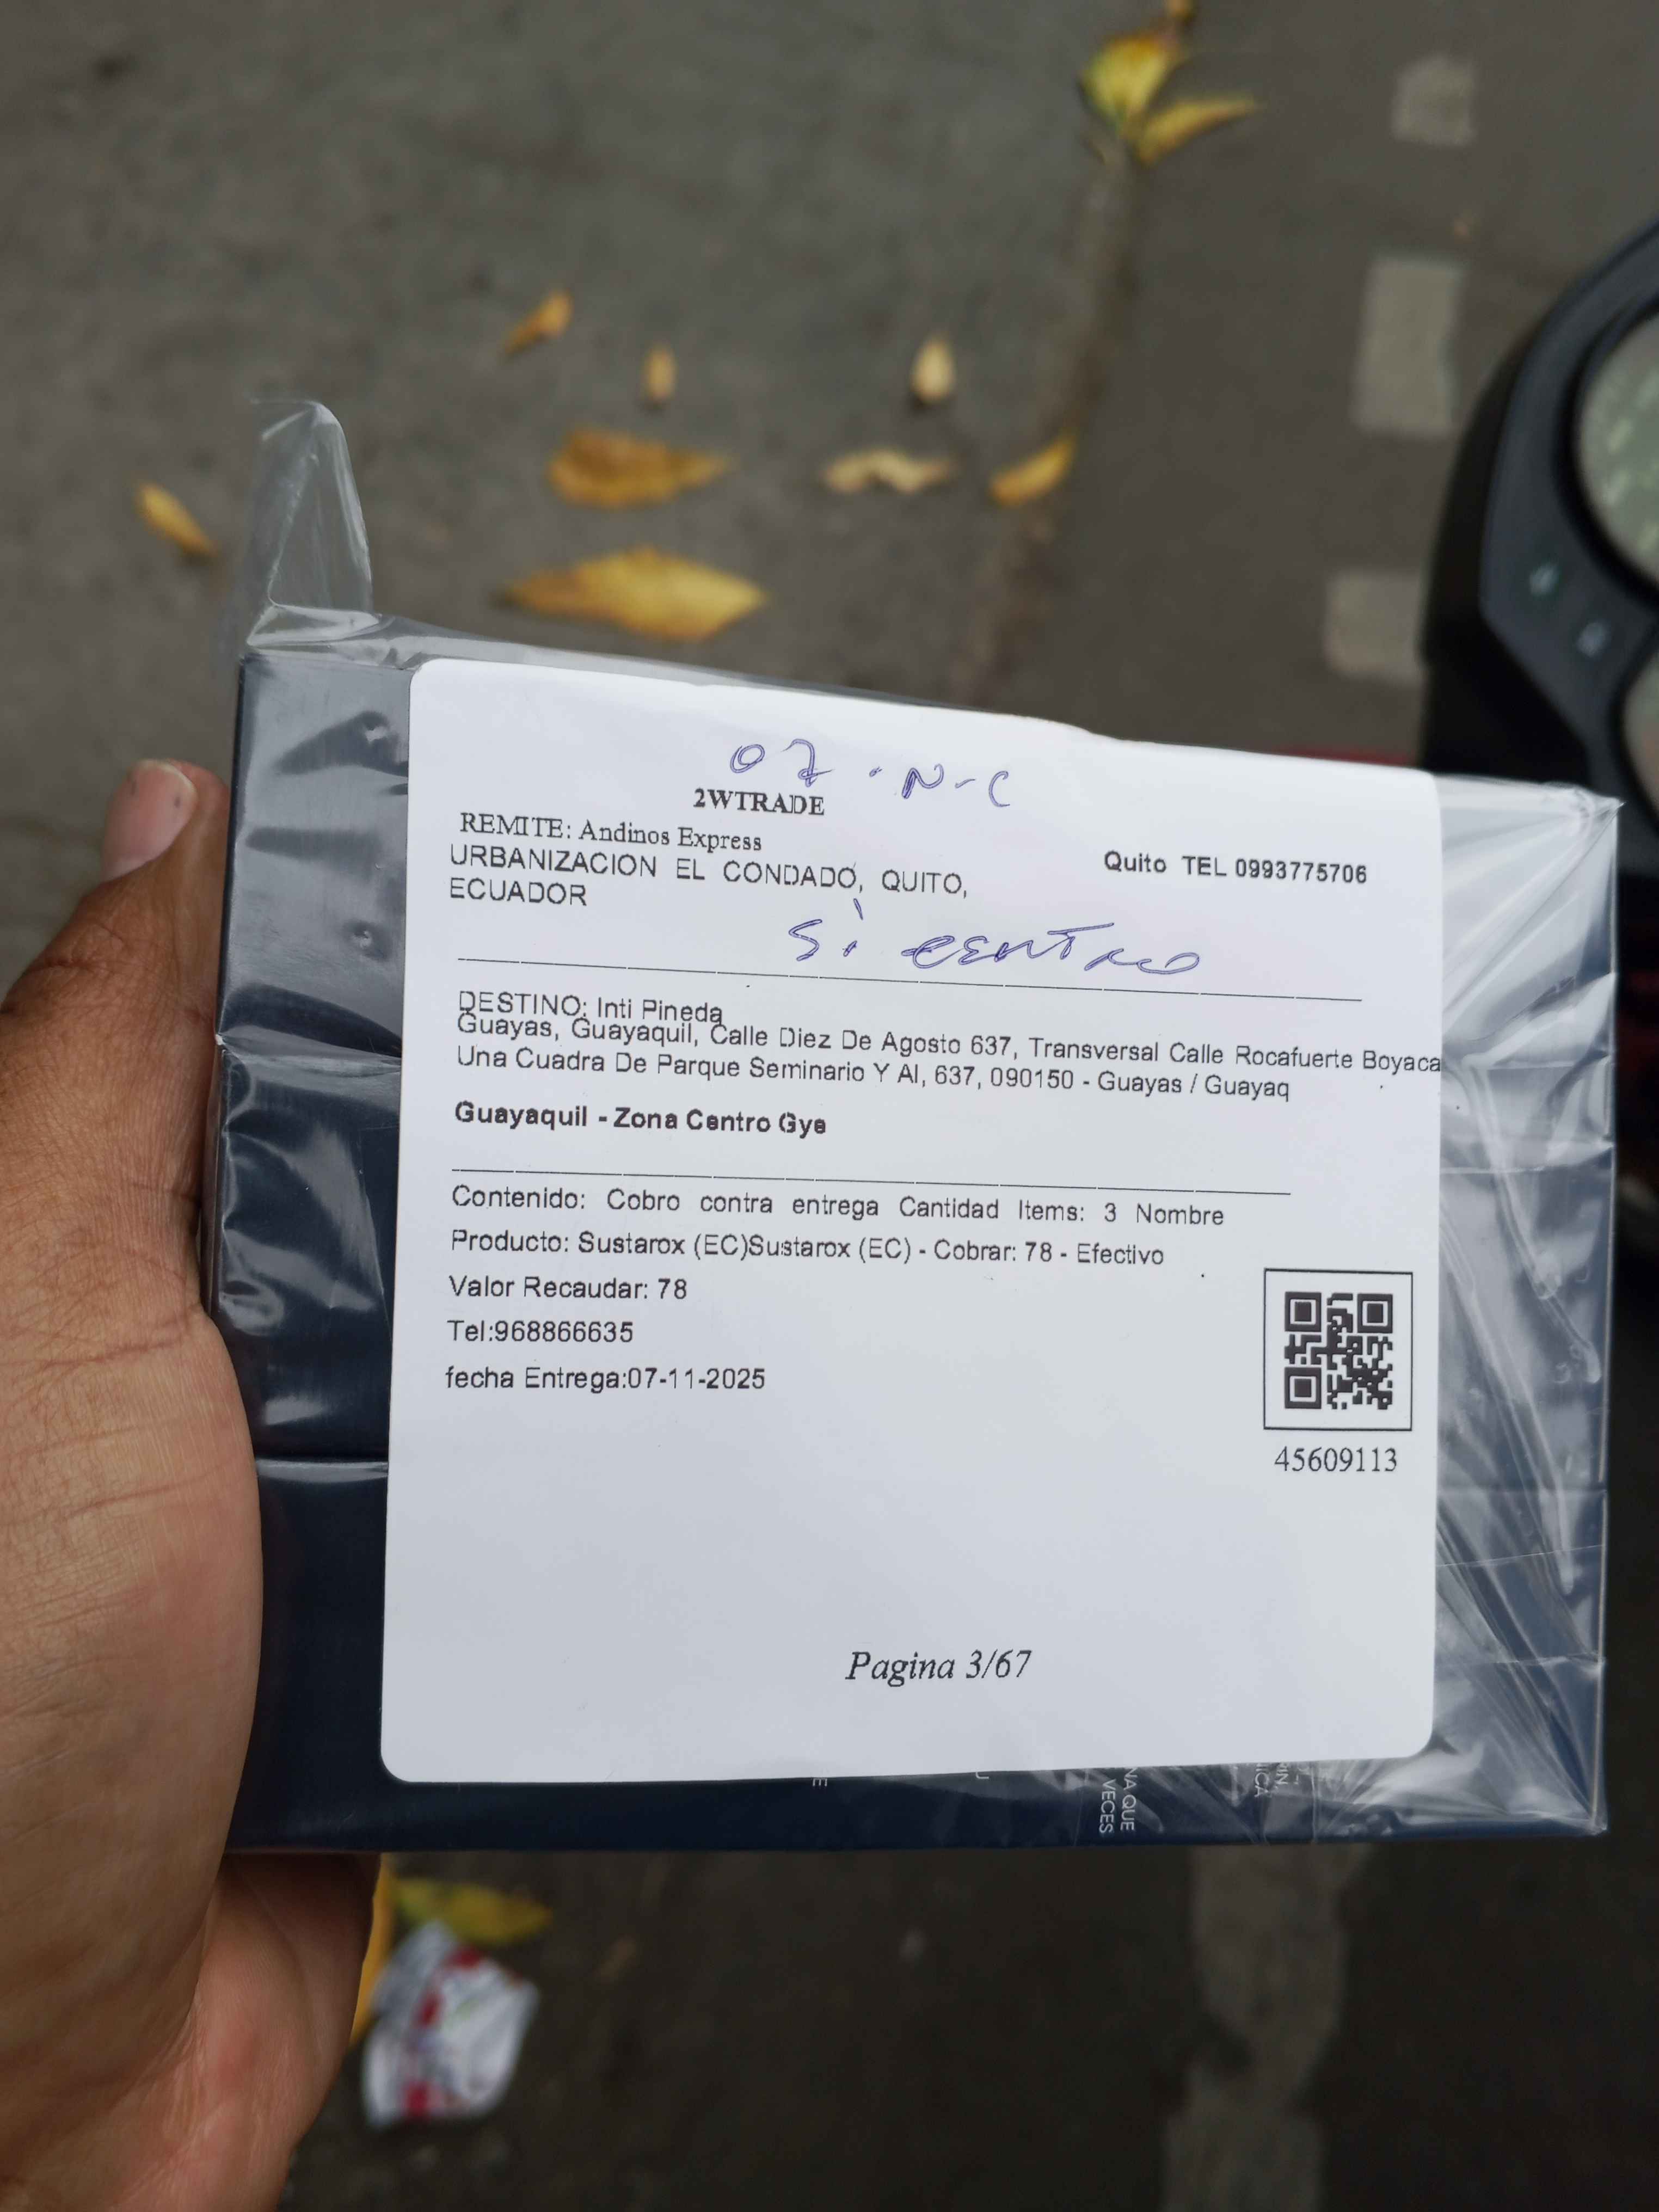 07 - N-C
2WTRADE
REMITE: Andinos Express
URBANIZACION EL CONDADO, QUITO,
ECUADOR
Quito TEL 0993775706
Si CENTRO
DESTINO: Inti Pineda
Guayas, Guayaquil, Calle Diez De Agosto 637, Transversal Calle Rocafuerte Boyaca
Una Cuadra De Parque Seminario Y Al, 637, 090150 - Guayas / Guayaq
Guayaquil - Zona Centro Gye
Contenido: Cobro contra entrega Cantidad Items: 3 Nombre
Producto: Sustarox (EC)Sustarox (EC) - Cobrar: 78 - Efectivo
Valor Recaudar: 78
Tel:968866635
fecha Entrega:07-11-2025
45609113
Pagina 3/67
NA QUE
VECES